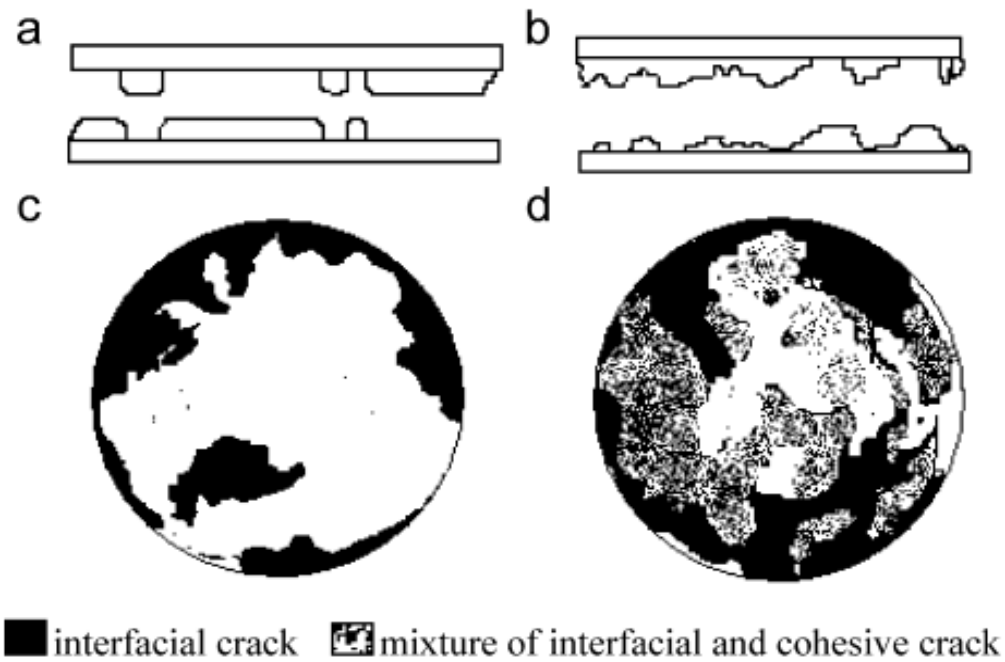 a
b
c
d
interfacial crack
mixture of interfacial and cohesive crack